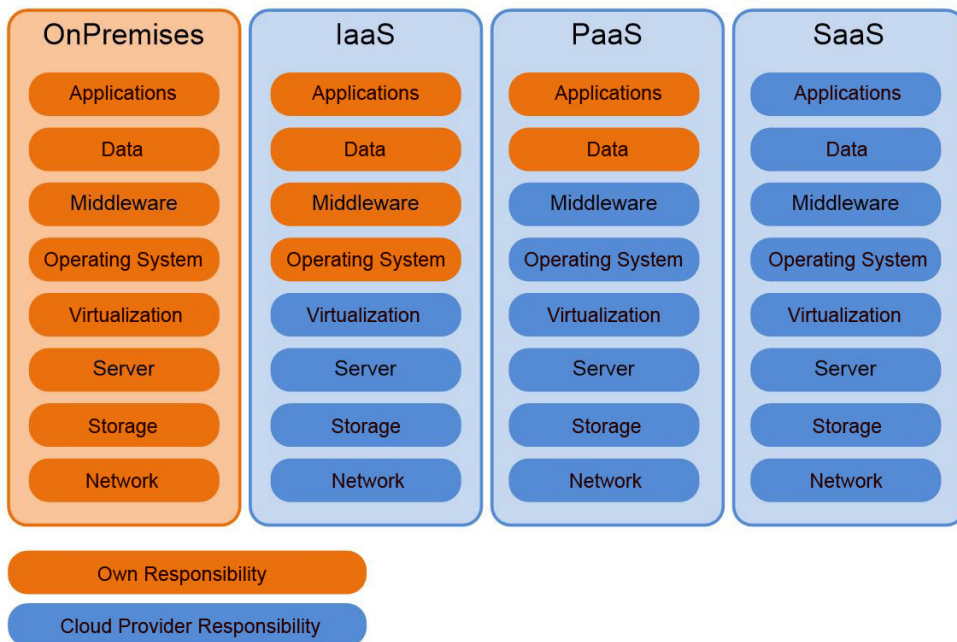 OnPremises
Applications
Data
Middleware
Operating System
Virtualization
Server
Storage
Network
IaaS
Applications
Data
Middleware
Operating System
Virtualization
Server
Storage
Network
PaaS
Applications
Data
Middleware
Operating System
Virtualization
Server
Storage
Network
SaaS
Applications
Data
Middleware
Operating System
Virtualization
Server
Storage
Network
Own Responsibility
Cloud Provider Responsibility